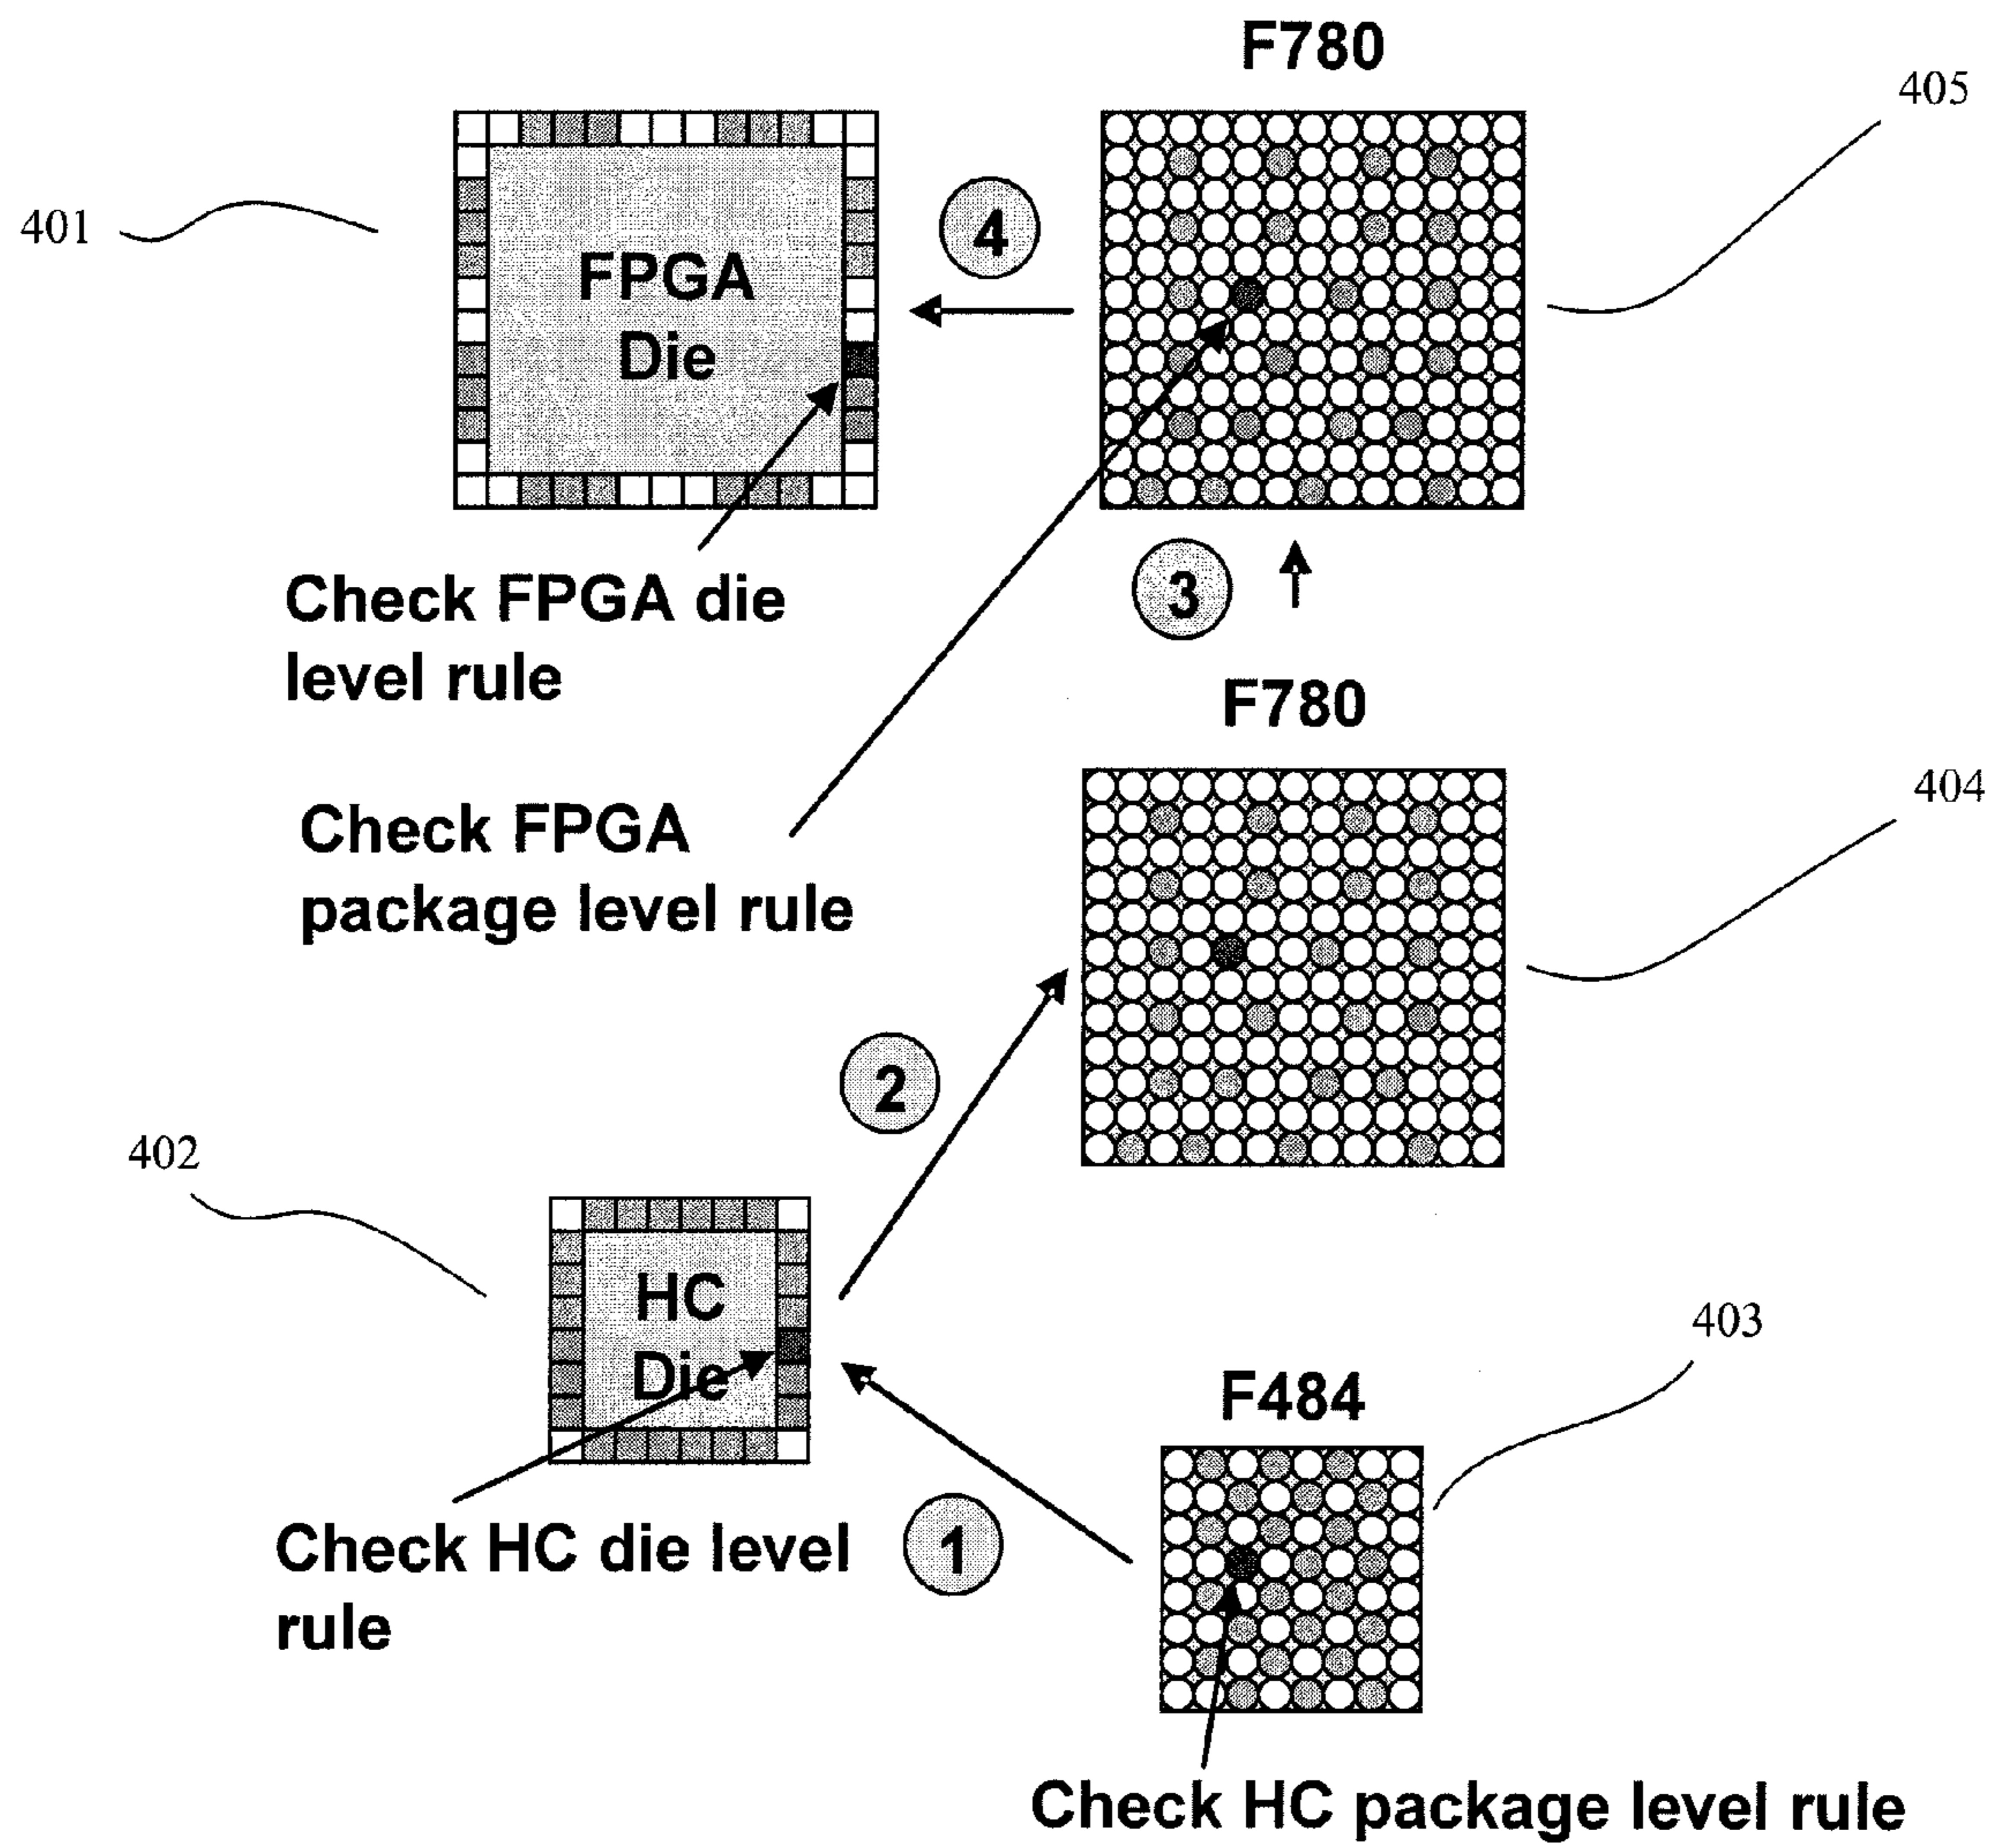 F780
405
401
4
FPGA
Die
Check FPGA die
level rule
3
F780
404
Check FPGA
package level rule
2
402
HC
Die
403
F484
Check HC die level
rule
1
Check HC package level rule